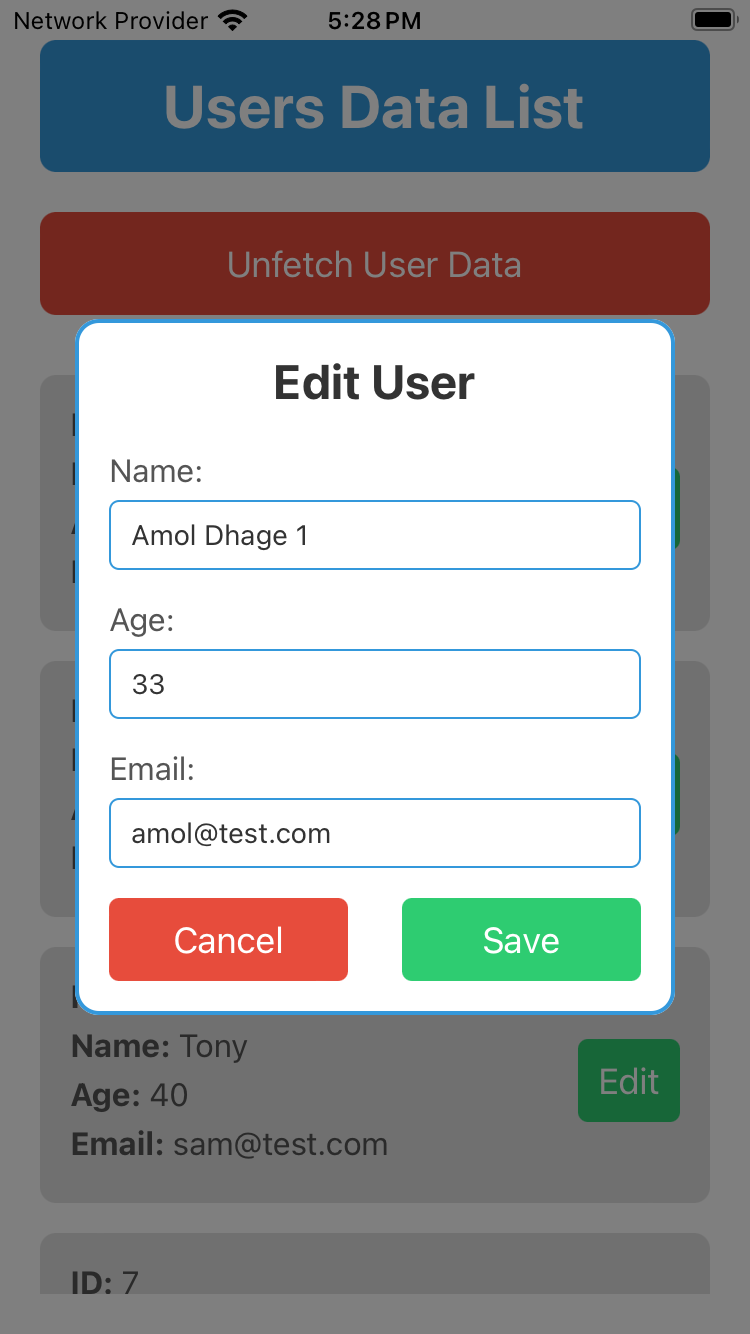 Network Provider 5:28 PM
Users Data List
Unfetch User Data
Edit User
Name:
Amol Dhage 1
Age:
33
Email:
amol@test.com
Cancel Save
Name: Tony
Edit
Age: 40
Email: sam@test.com
ID: 7